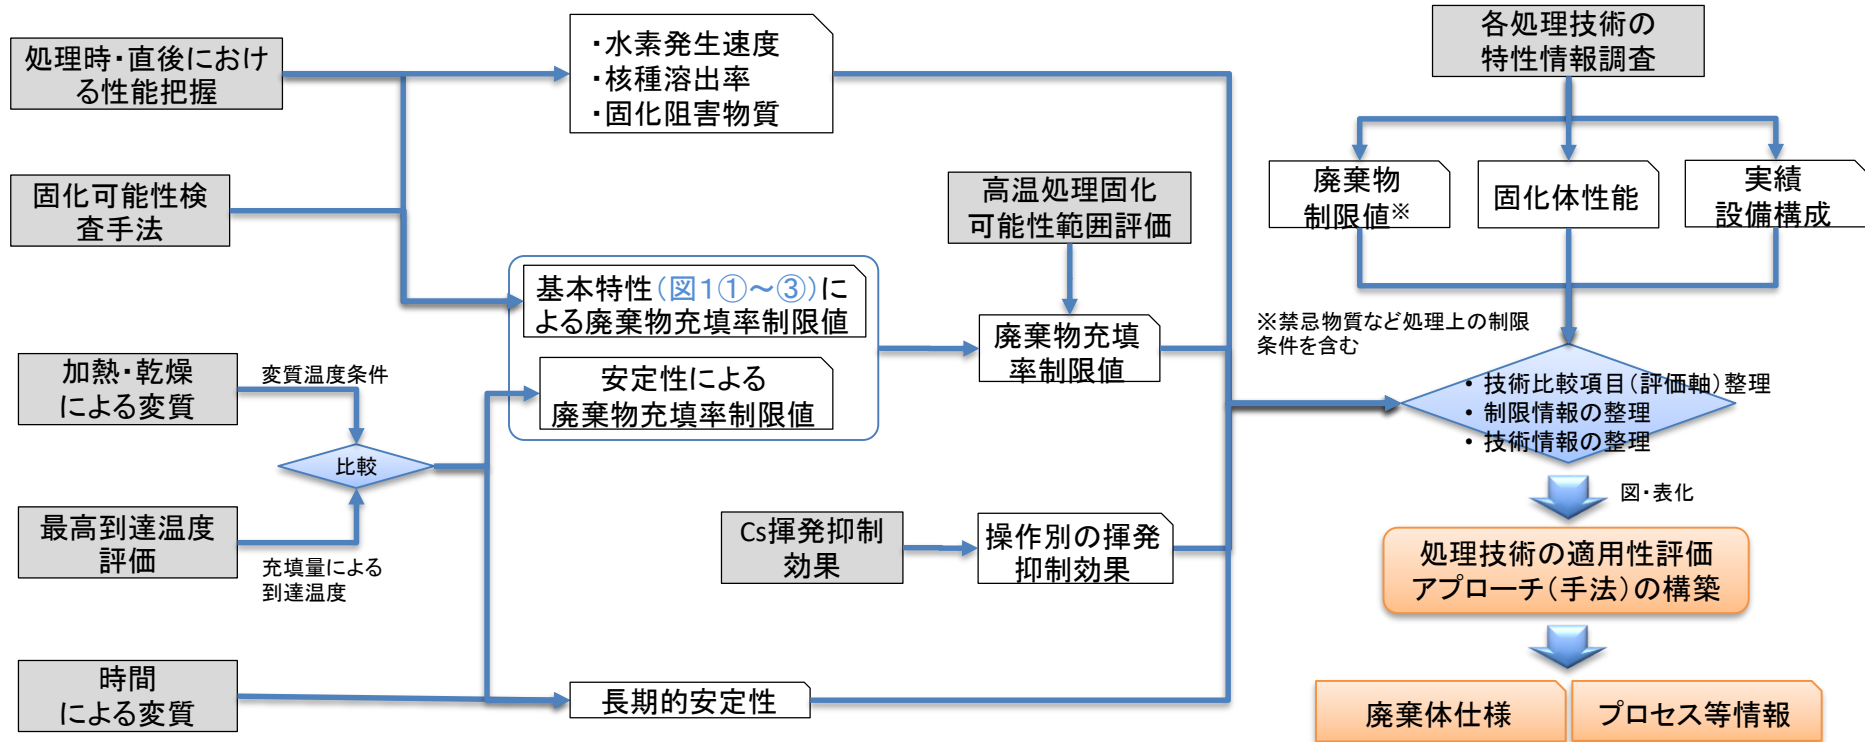 処理時・直後におけ
る性能把握
・水素発生速度
・核種溶出率
・固化阻害物質
各処理技術の
特性情報調査
固化可能性検
査手法
高温処理固化
可能性範囲評価
廃棄物
制限値※
固化体性能
実績
設備構成
基本特性(図1①～③)に
よる廃棄物充填率制限値
廃棄物充填
率制限値
※禁忌物質など処理上の制限
条件を含む
加熱・乾燥
による変質
変質温度条件
安定性による
廃棄物充填率制限値
・技術比較項目(評価軸)整理
・制限情報の整理
・技術情報の整理
比較
図・表化
最高到達温度
評価
充填量による
到達温度
Cs揮発抑制
効果
操作別の揮発
抑制効果
処理技術の適用性評価
アプローチ(手法)の構築
時間
による変質
長期的安定性
廃棄体仕様
プロセス等情報